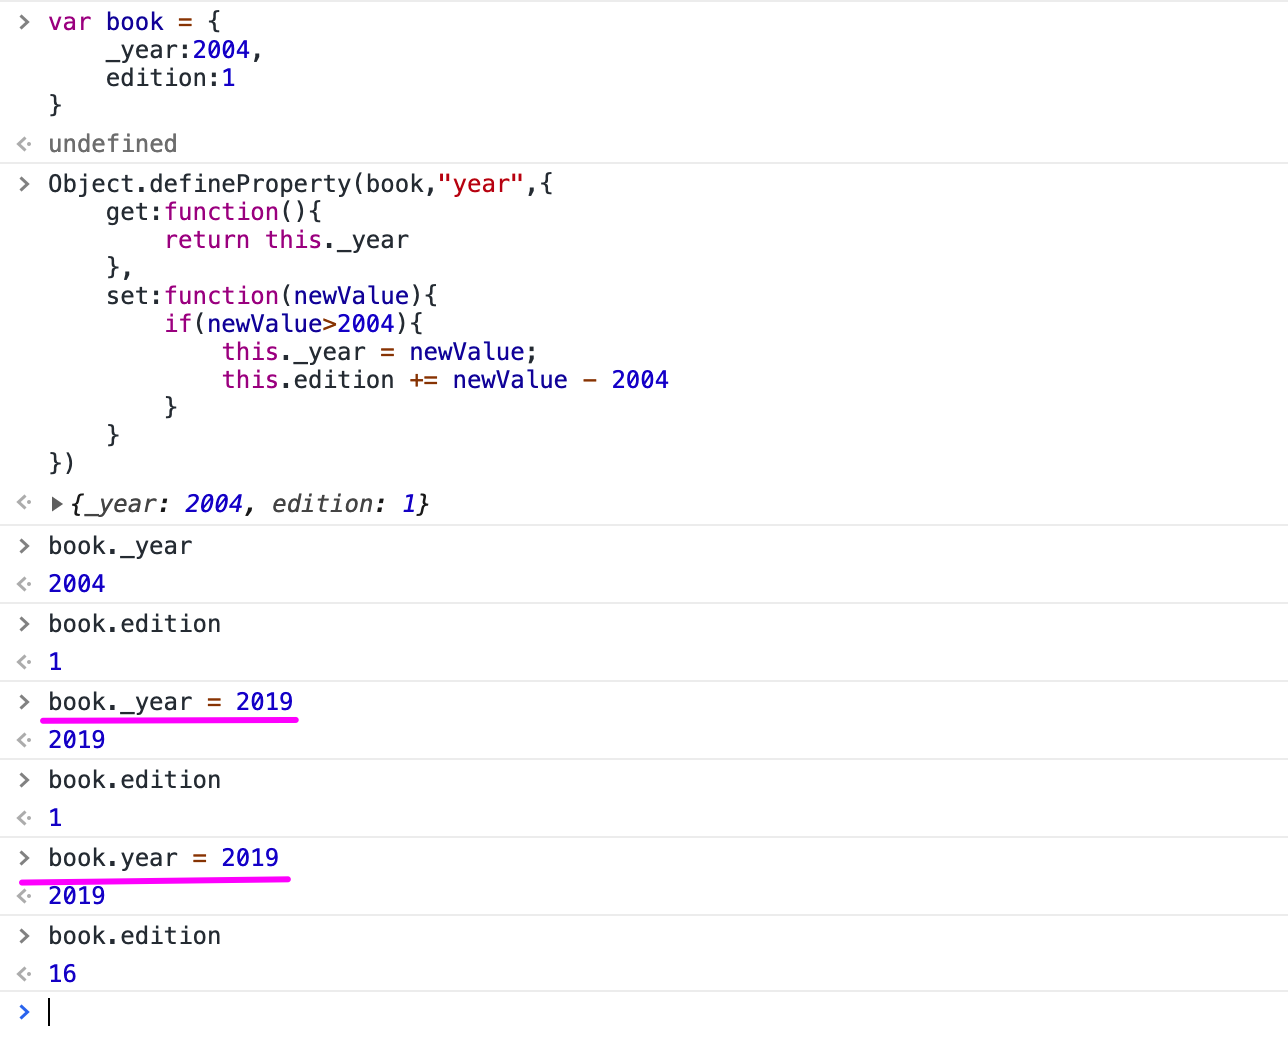 > var book = {
      _year:2004,
      edition:1
  }
< undefined
> Object.defineProperty(book,"year",{
      get:function(){
          return this._year
      },
      set:function(newValue){
          if(newValue>2004){
              this._year = newValue;
              this.edition += newValue - 2004
          }
      }
  })
< ▶{_year: 2004, edition: 1}
> book._year
< 2004
> book.edition
< 1
> book._year = 2019
< 2019
> book.edition
< 1
> book.year = 2019
< 2019
> book.edition
< 16
>